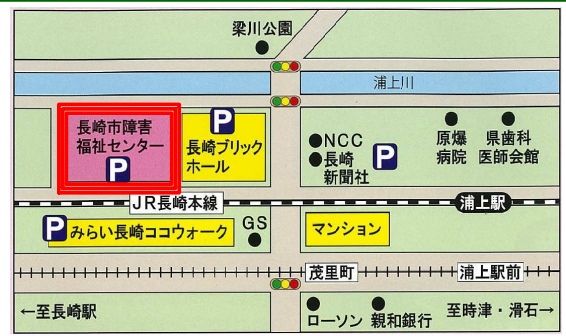 梁川公園
浦上川
長崎市障害
福祉センター
P
P
長崎ブリック
ホール
NCC
長崎
新聞社
P
原爆
病院
県歯科
医師会館
JR長崎本線
浦上駅
P
みらい長崎ココウォーク
GS
マンション
茂里町
浦上駅前
←至長崎駅
ローソン
親和銀行
至時津・滑石→